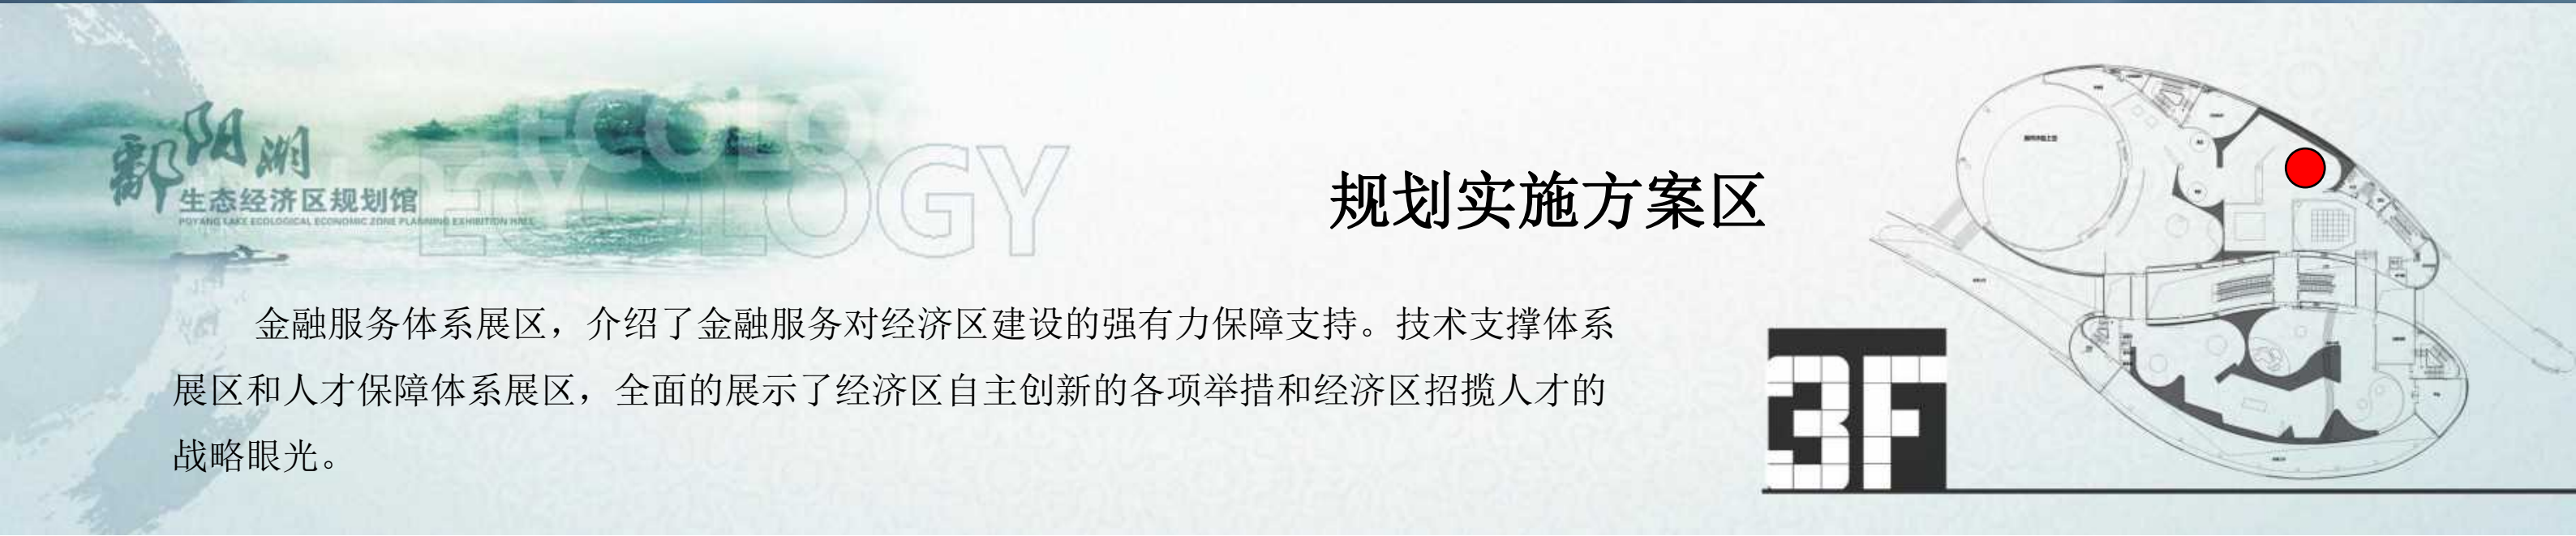 鄱阳湖
生态经济区规划馆
POYANG LAKE ECOLOGICAL ECONOMIC ZONE PLANNING EXHIBITION HALL
ECOLOGY
规划实施方案区
金融服务体系展区，介绍了金融服务对经济区建设的强有力保障支持。技术支撑体系
展区和人才保障体系展区，全面的展示了经济区自主创新的各项举措和经济区招揽人才的
战略眼光。
3F